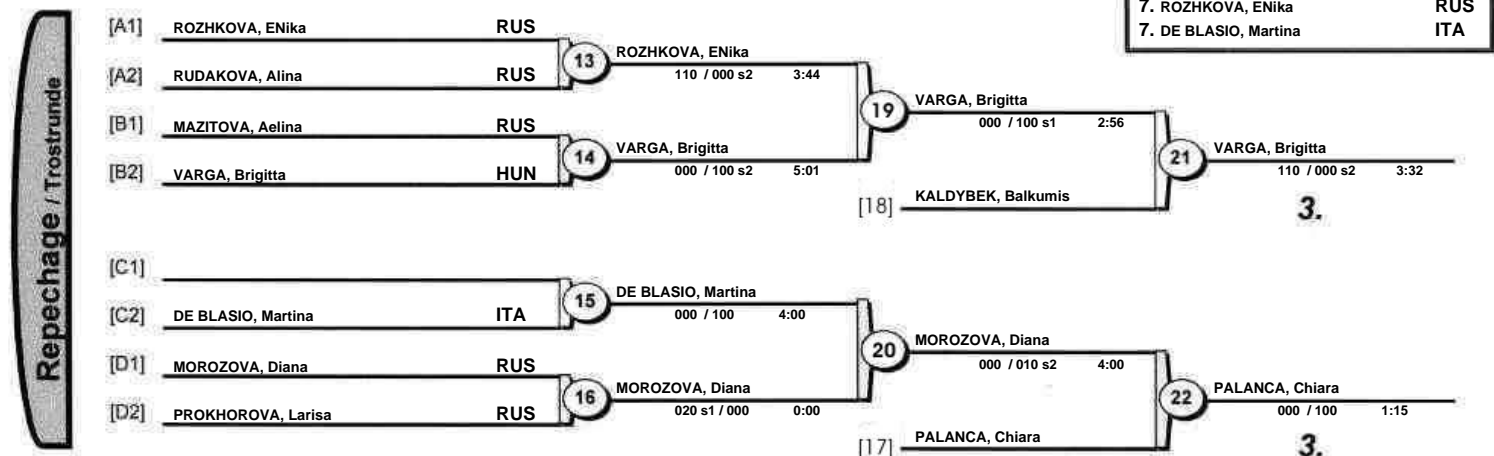 7. ROZHKOVA, ENika RUS
7. DE BLASIO, Martina ITA
Repechage / Trostrunde
[A1] ROZHKOVA, ENika RUS
13
ROZHKOVA, ENika
110 / 000 s2 3:44
[A2] RUDAKOVA, Alina RUS
19
VARGA, Brigitta
000 / 100 s1 2:56
[B1] MAZITOVA, Aelina RUS
14
VARGA, Brigitta
000 / 100 s2 5:01
[B2] VARGA, Brigitta HUN
21
VARGA, Brigitta
110 / 000 s2 3:32
[18] KALDYBEK, Balkumis
3.
[C1]
15
DE BLASIO, Martina
000 / 100 4:00
[C2] DE BLASIO, Martina ITA
20
MOROZOVA, Diana
000 / 010 s2 4:00
[D1] MOROZOVA, Diana RUS
16
MOROZOVA, Diana
020 s1 / 000 0:00
[D2] PROKHOROVA, Larisa RUS
22
PALANCA, Chiara
000 / 100 1:15
[17] PALANCA, Chiara
3.